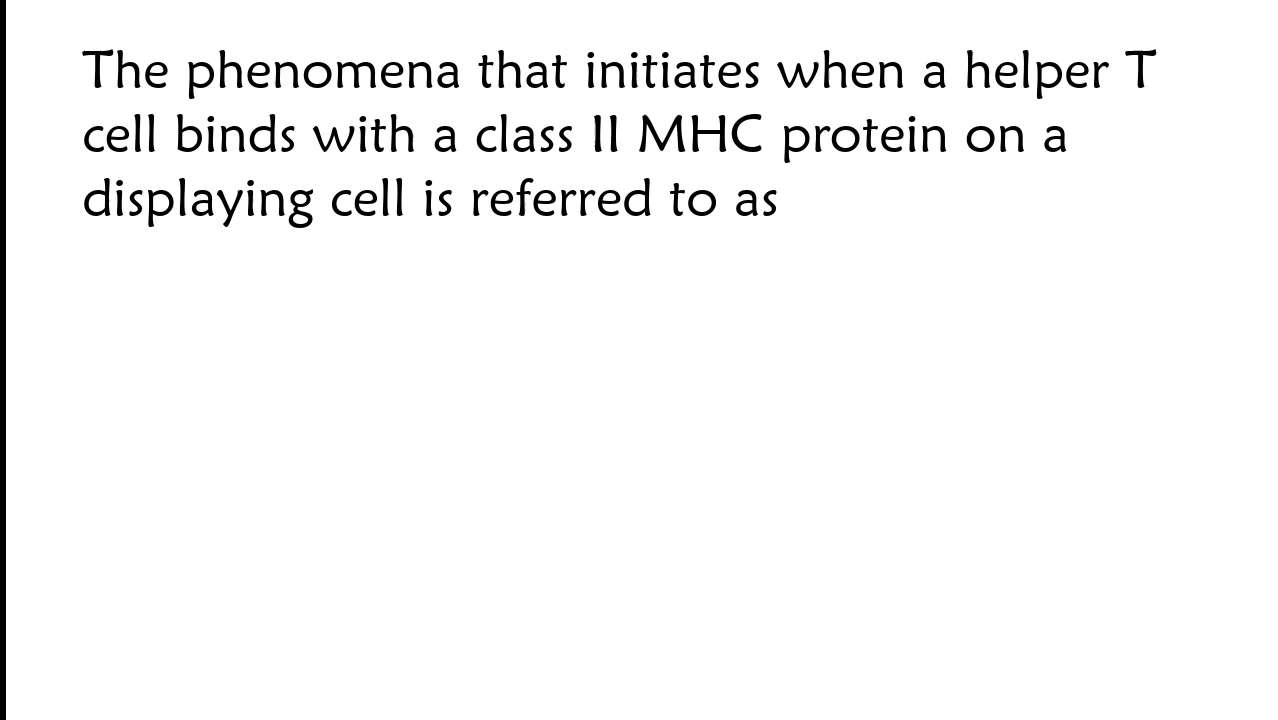 The phenomena that initiates when a helper T
cell binds with a class II MHC protein on a
displaying cell is referred to as